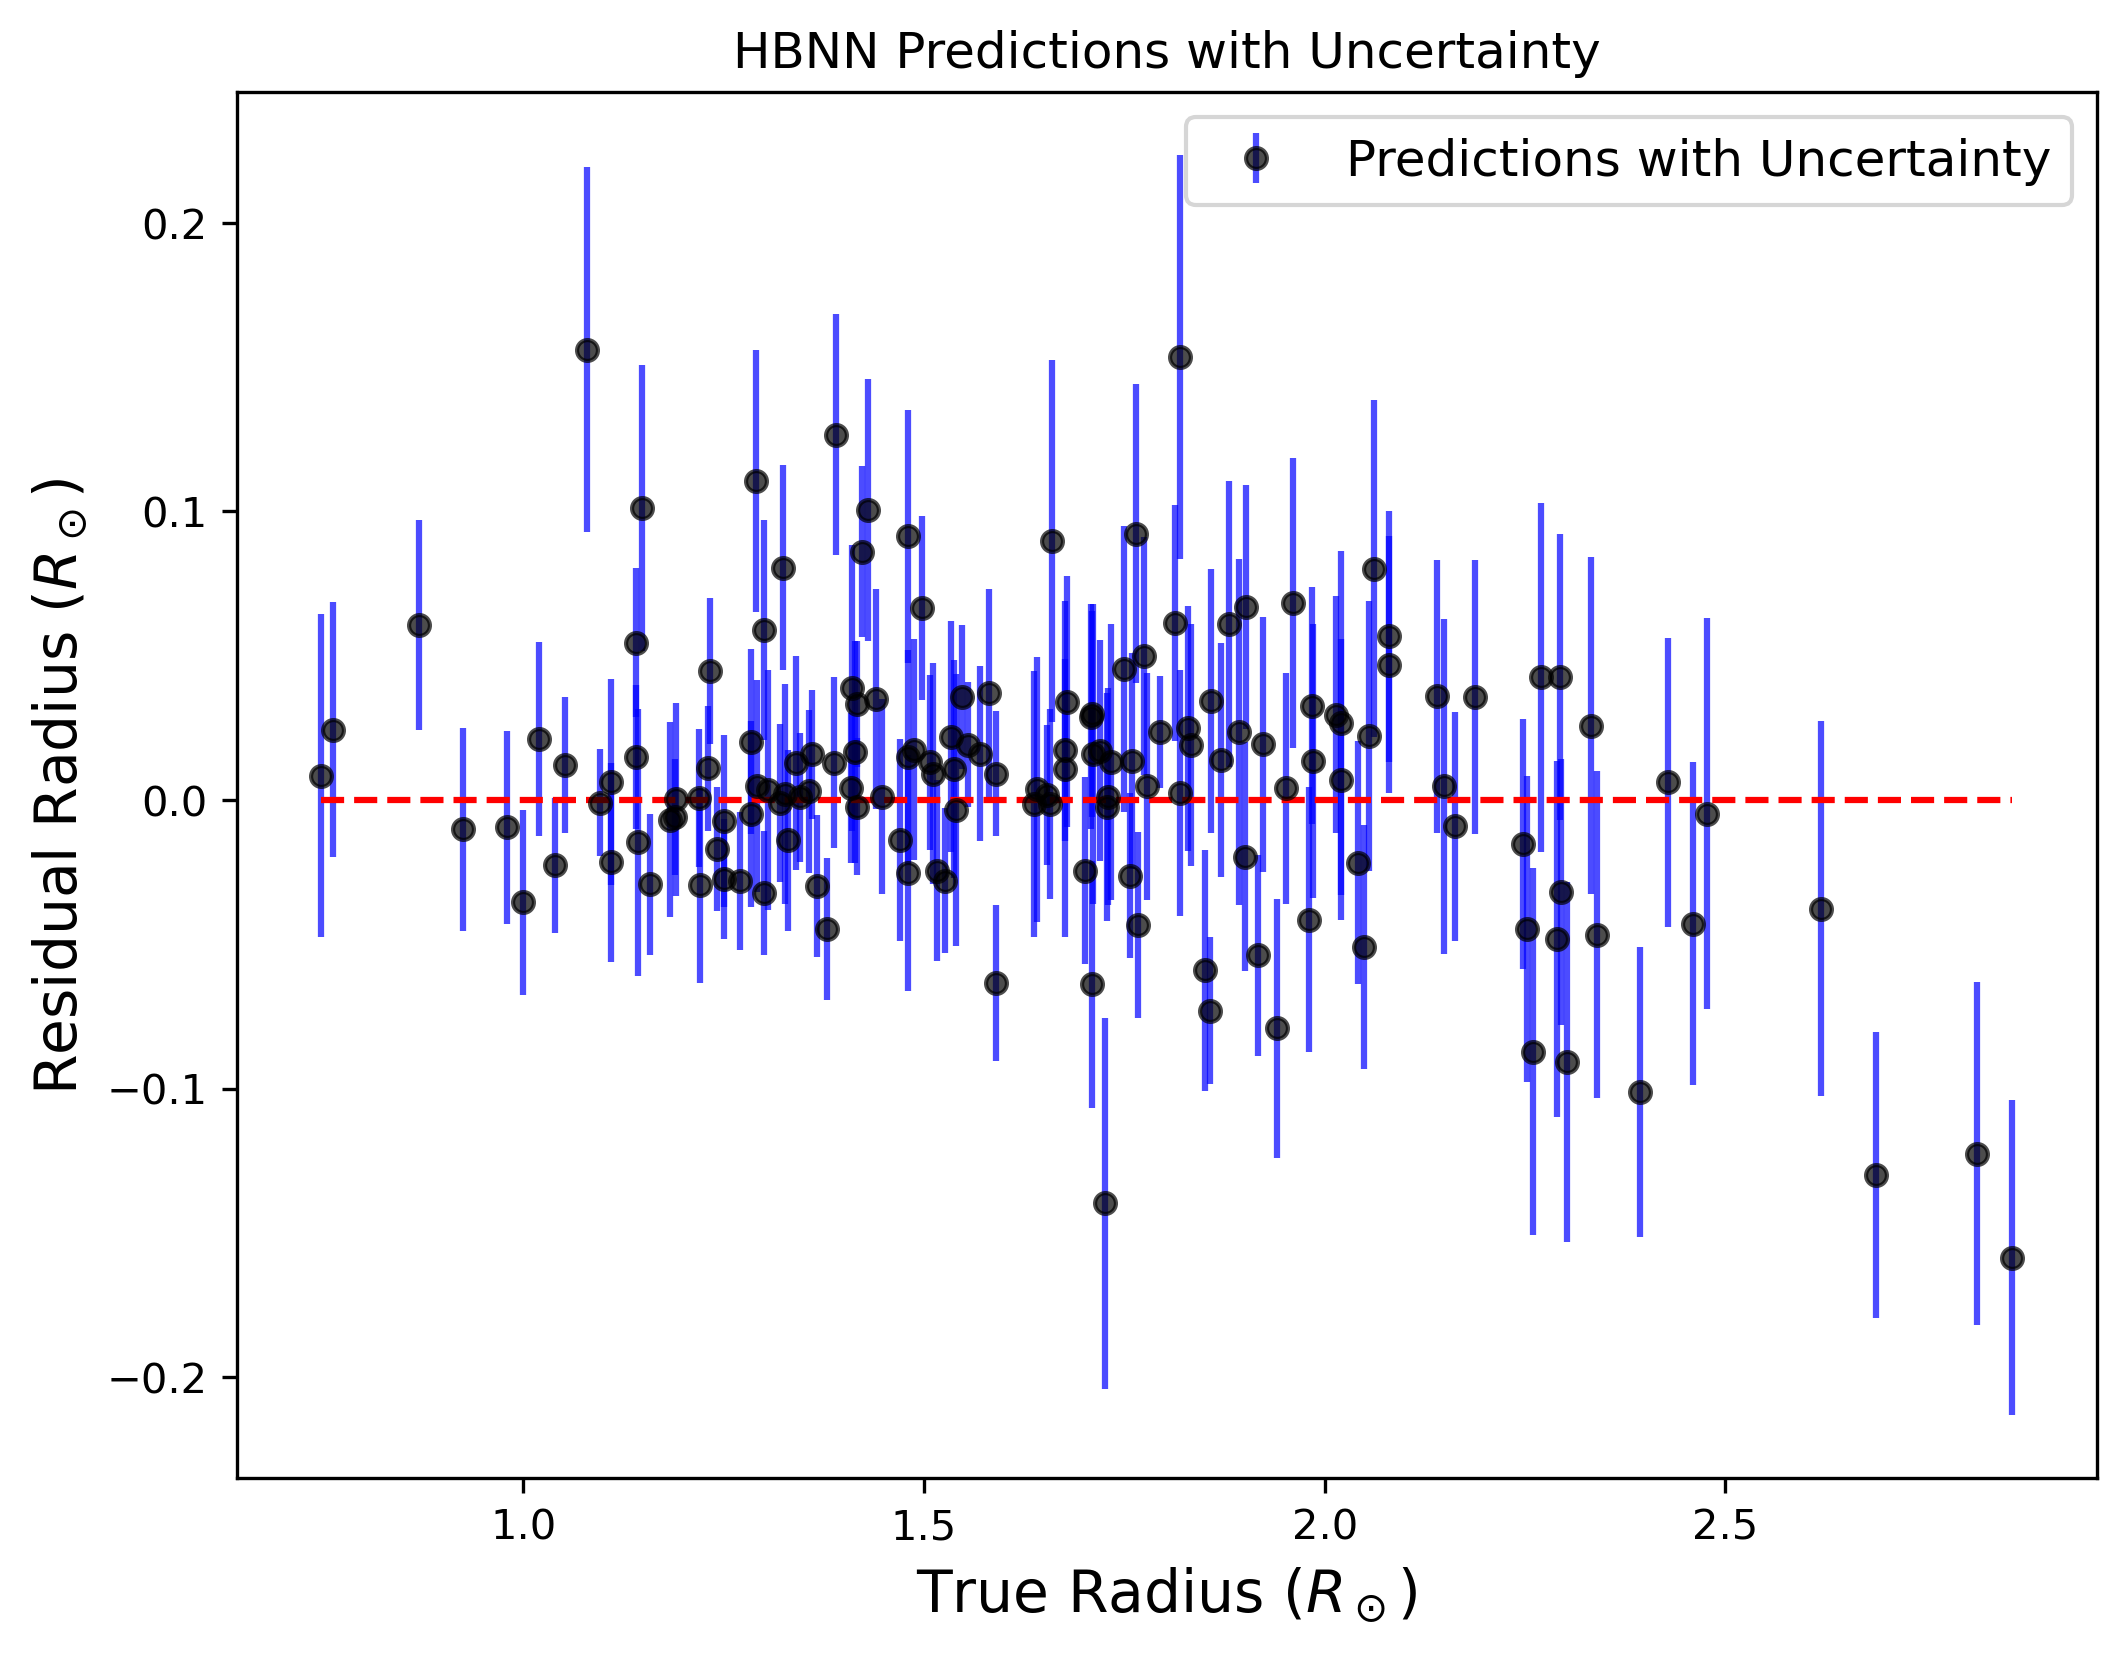 HBNN Predictions with Uncertainty
Predictions with Uncertainty
Residual Radius (R⊙)
0.2
0.1
0.0
−0.1
−0.2
1.0 1.5 2.0 2.5
True Radius (R⊙)